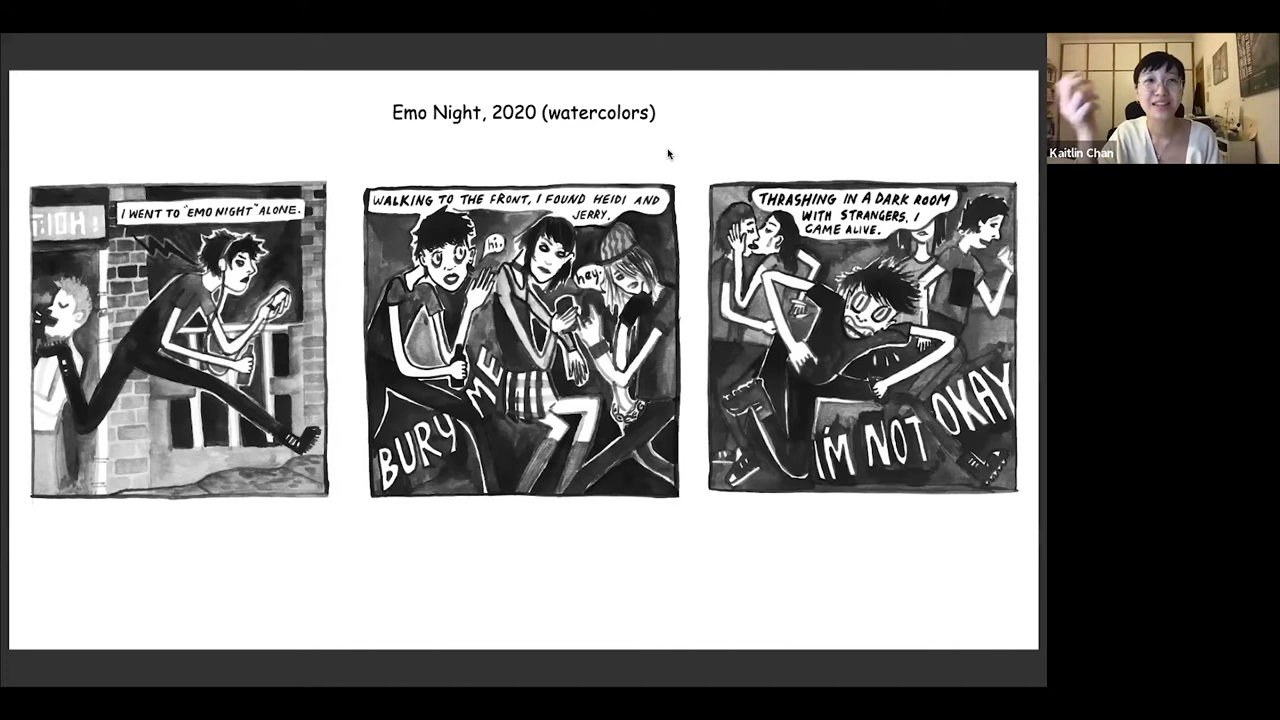 Emo Night, 2020 (watercolors)
Kaitlin Chan
I WENT TO "EMO NIGHT" ALONE.
WALKING TO THE FRONT, I FOUND HEIDI AND
JERRY.
hi.
hey.
BURY ME
THRASHING IN A DARK ROOM
WITH STRANGERS, I
CAME ALIVE.
I'M NOT OKAY